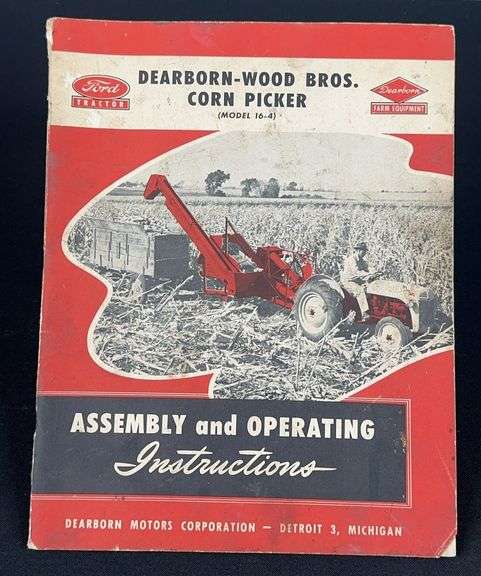 Ford
TRACTOR
DEARBORN-WOOD BROS.
CORN PICKER
(MODEL 16-4)
Dearborn
FARM EQUIPMENT
ASSEMBLY and OPERATING
Instructions
DEARBORN MOTORS CORPORATION — DETROIT 3, MICHIGAN